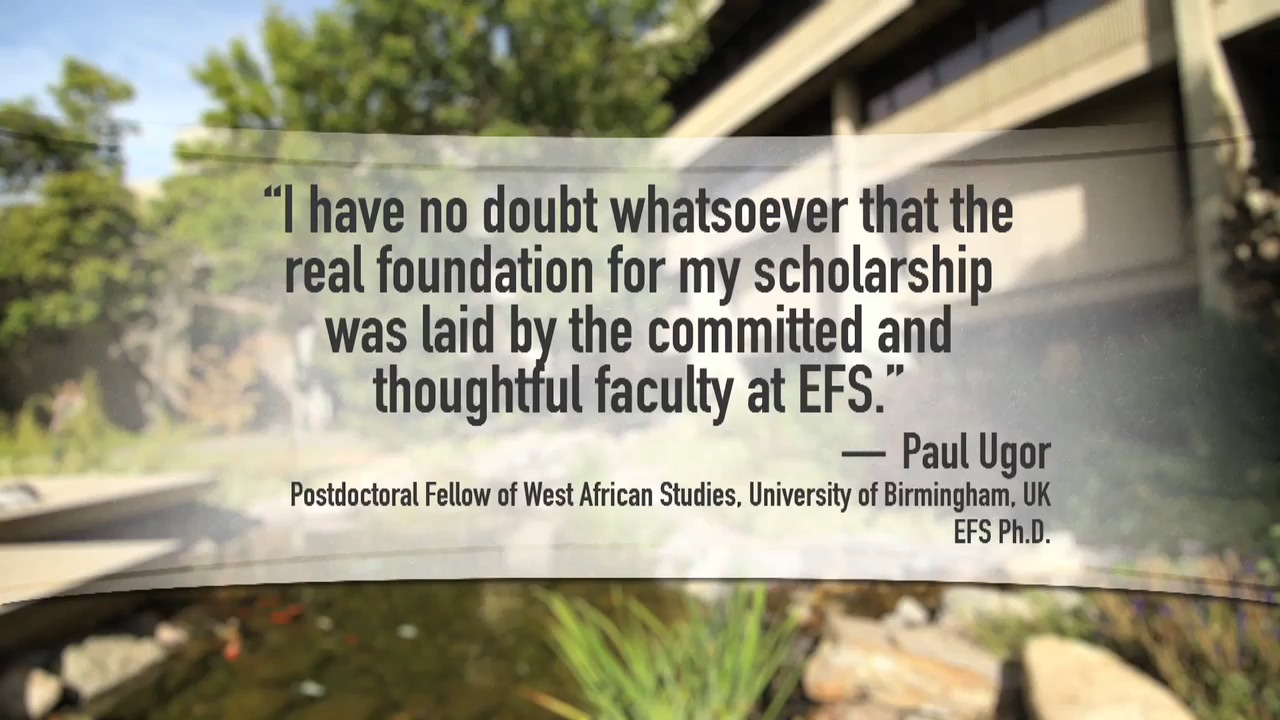 “I have no doubt whatsoever that the
real foundation for my scholarship
was laid by the committed and
thoughtful faculty at EFS.”
— Paul Ugor
Postdoctoral Fellow of West African Studies, University of Birmingham, UK
EFS Ph.D.